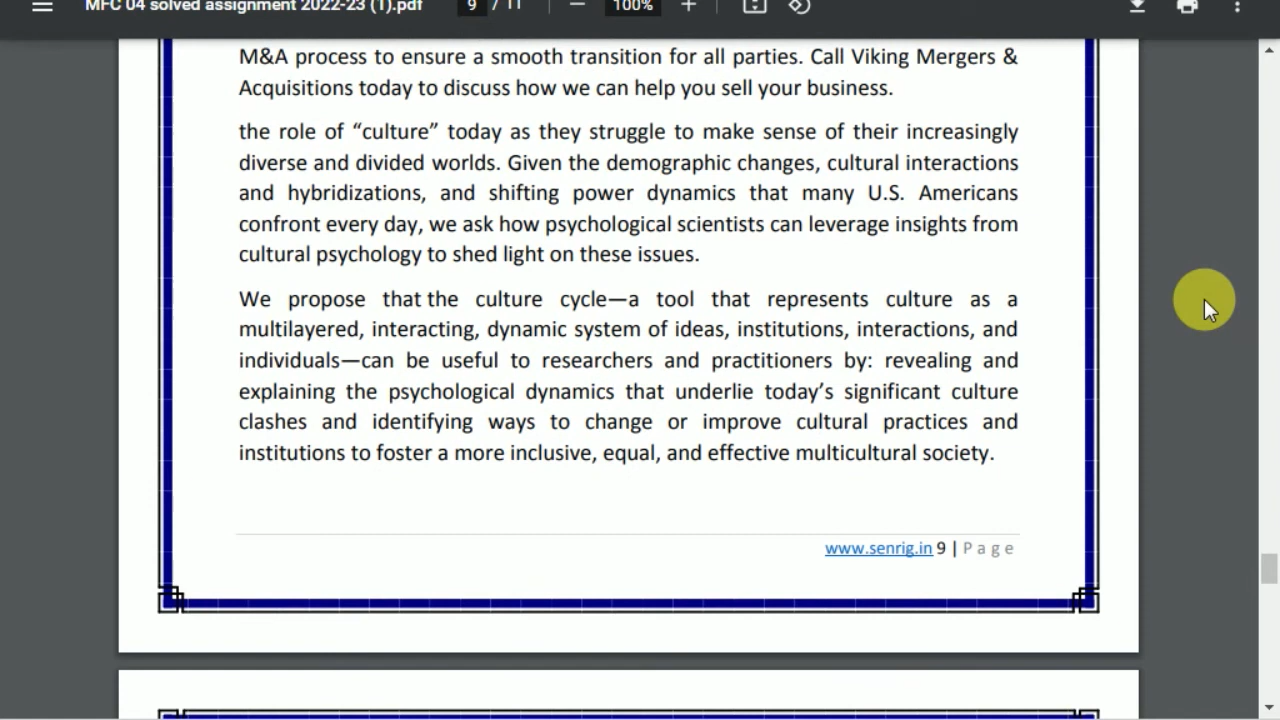 MFC 04 solved assignment 2022-23 (1).pdf 9 / 11 100%
M&A process to ensure a smooth transition for all parties. Call Viking Mergers &
Acquisitions today to discuss how we can help you sell your business.
the role of “culture” today as they struggle to make sense of their increasingly
diverse and divided worlds. Given the demographic changes, cultural interactions
and hybridizations, and shifting power dynamics that many U.S. Americans
confront every day, we ask how psychological scientists can leverage insights from
cultural psychology to shed light on these issues.
We propose that the culture cycle—a tool that represents culture as a
multilayered, interacting, dynamic system of ideas, institutions, interactions, and
individuals—can be useful to researchers and practitioners by: revealing and
explaining the psychological dynamics that underlie today’s significant culture
clashes and identifying ways to change or improve cultural practices and
institutions to foster a more inclusive, equal, and effective multicultural society.
www.senrig.in 9 | Page